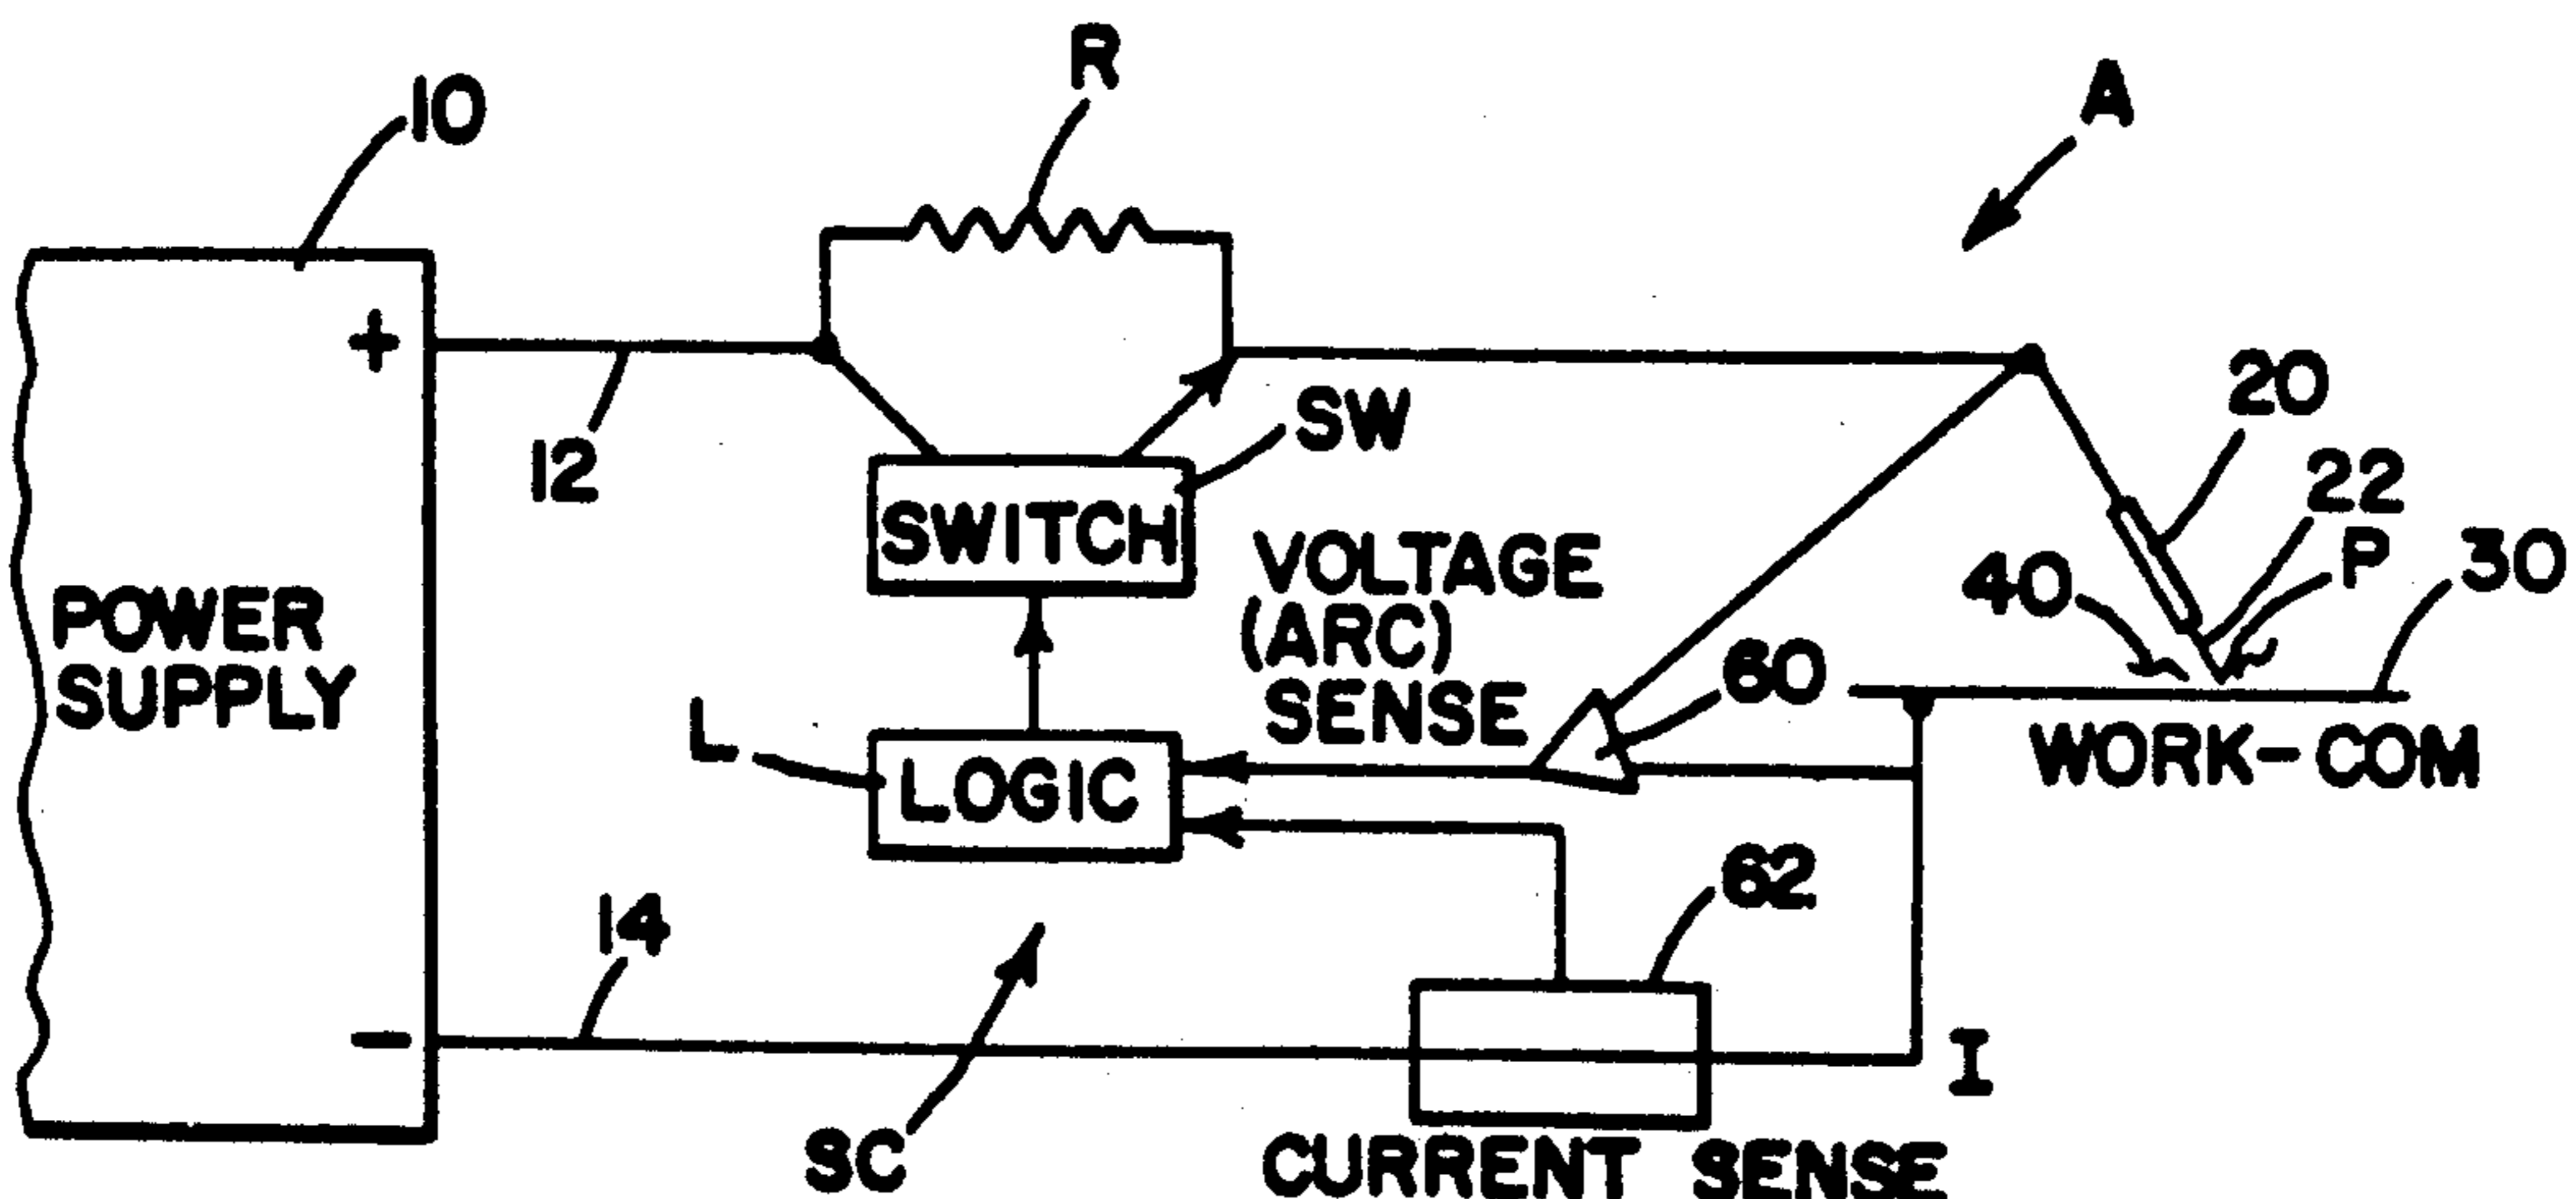 R
10
A
+
20
SW
12
22
SWITCH
VOLTAGE
(ARC)
SENSE
P
30
40
POWER
SUPPLY
60
L
LOGIC
WORK-COM
62
14
-
I
SC
CURRENT SENSE